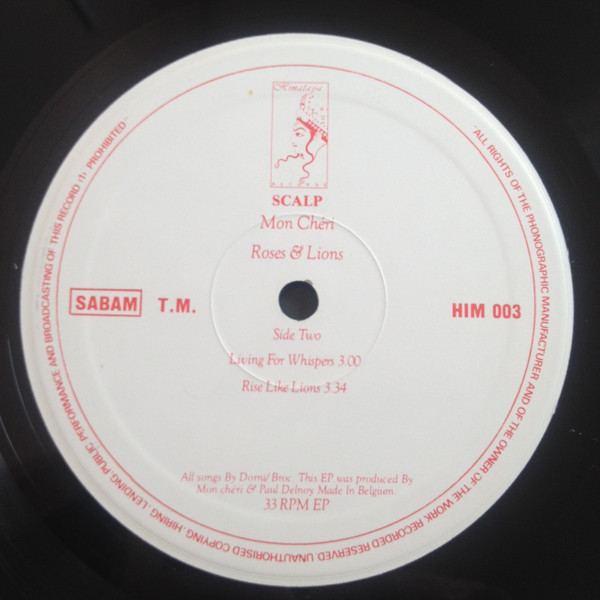 Himalaya
RECORDS
SCALP
Mon Chéri
Roses & Lions
SABAM T.M.
HIM 003
Side Two
Living For Whispers 3.00
Rise Like Lions 3.34
All songs By Domi/ Broc. This EP was produced By
Mon chéri & Paul Delnoy. Made In Belgium.
33 RPM EP
"ALL RIGHTS OF THE PHONOGRAPHIC MANUFACTURER AND OF THE OWNER OF THE WORK RECORDED RESERVED. UNAUTHORISED COPYING, HIRING, LENDING, PUBLIC PERFORMANCE AND BROADCASTING OF THIS RECORD (1) PROHIBITED"